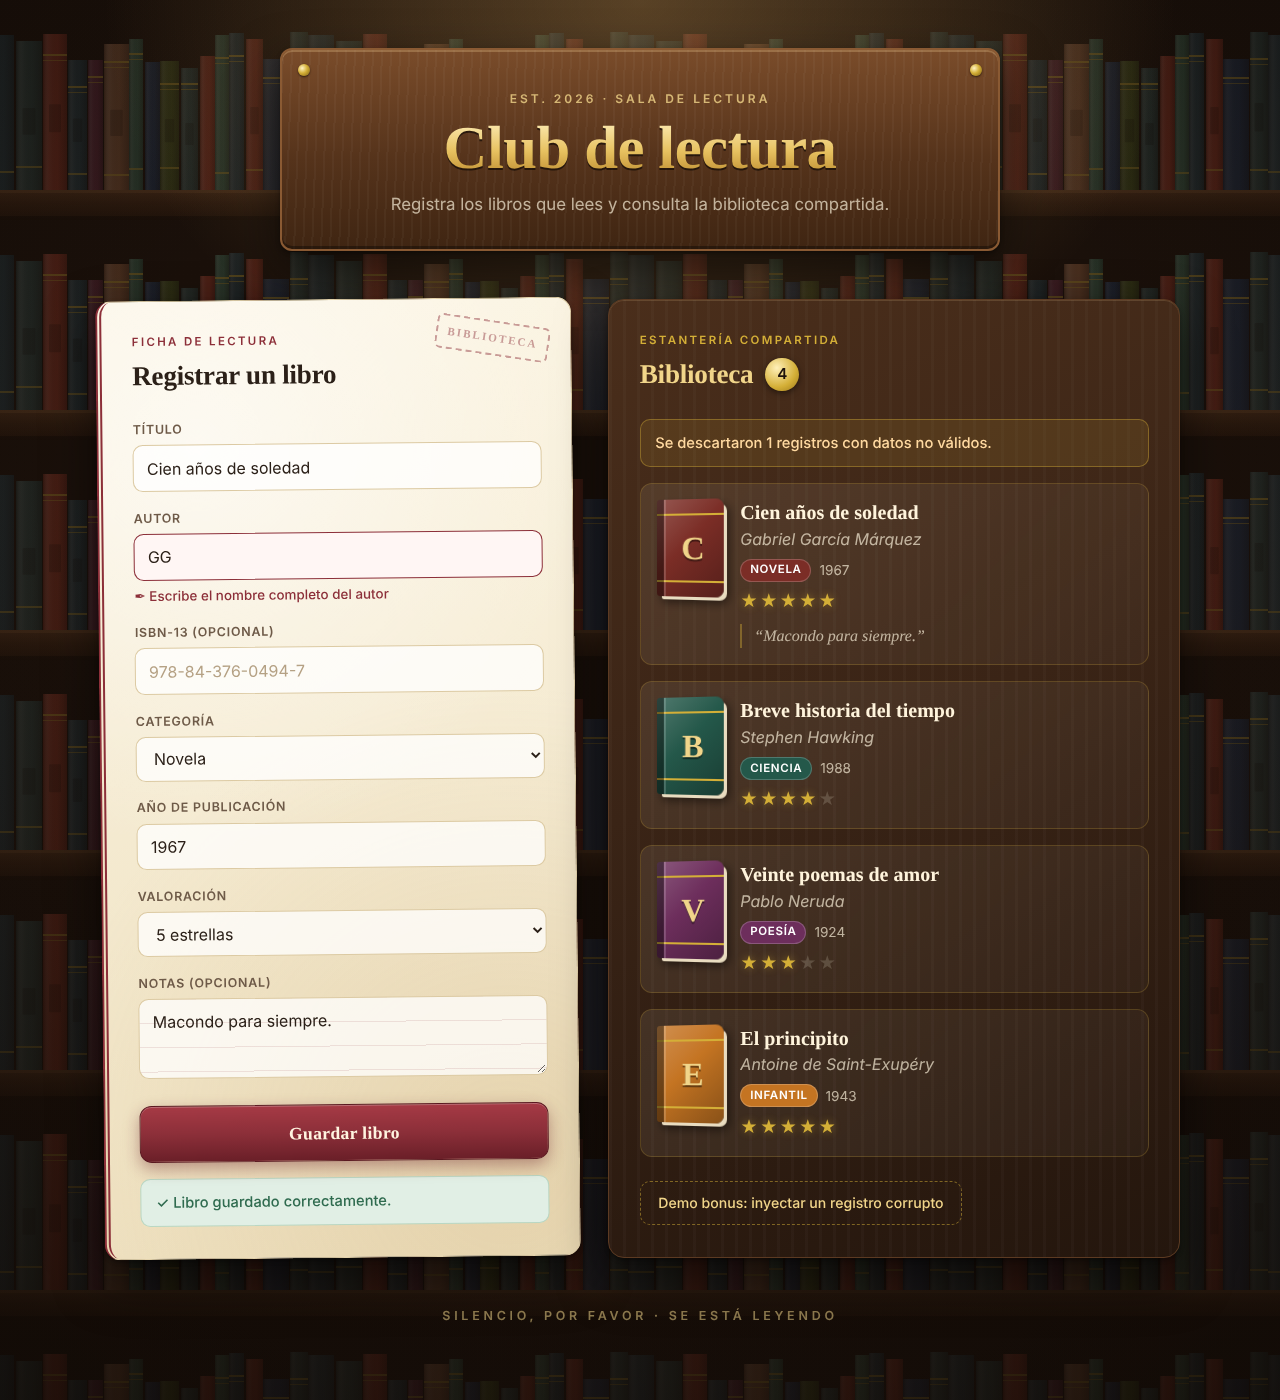 EST. 2026 · SALA DE LECTURA
Club de lectura
Registra los libros que lees y consulta la biblioteca compartida.
FICHA DE LECTURA
BIBLIOTECA
Registrar un libro
TÍTULO
Cien años de soledad
AUTOR
GG
✒ Escribe el nombre completo del autor
ISBN-13 (OPCIONAL)
978-84-376-0494-7
CATEGORÍA
Novela
AÑO DE PUBLICACIÓN
1967
VALORACIÓN
5 estrellas
NOTAS (OPCIONAL)
Macondo para siempre.
Guardar libro
✓ Libro guardado correctamente.
ESTANTERÍA COMPARTIDA
Biblioteca 4
Se descartaron 1 registros con datos no válidos.
C
Cien años de soledad
Gabriel García Márquez
NOVELA 1967
★★★★★
“Macondo para siempre.”
B
Breve historia del tiempo
Stephen Hawking
CIENCIA 1988
★★★★★
V
Veinte poemas de amor
Pablo Neruda
POESÍA 1924
★★★★★
E
El principito
Antoine de Saint-Exupéry
INFANTIL 1943
★★★★★
Demo bonus: inyectar un registro corrupto
SILENCIO, POR FAVOR · SE ESTÁ LEYENDO